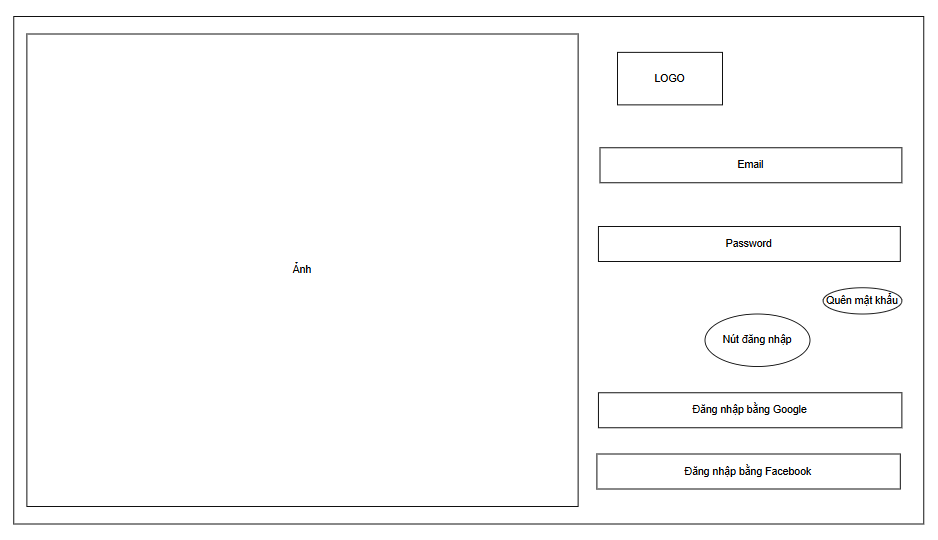 LOGO
Email
Password
Ảnh
Quên mật khẩu
Nút đăng nhập
Đăng nhập bằng Google
Đăng nhập bằng Facebook